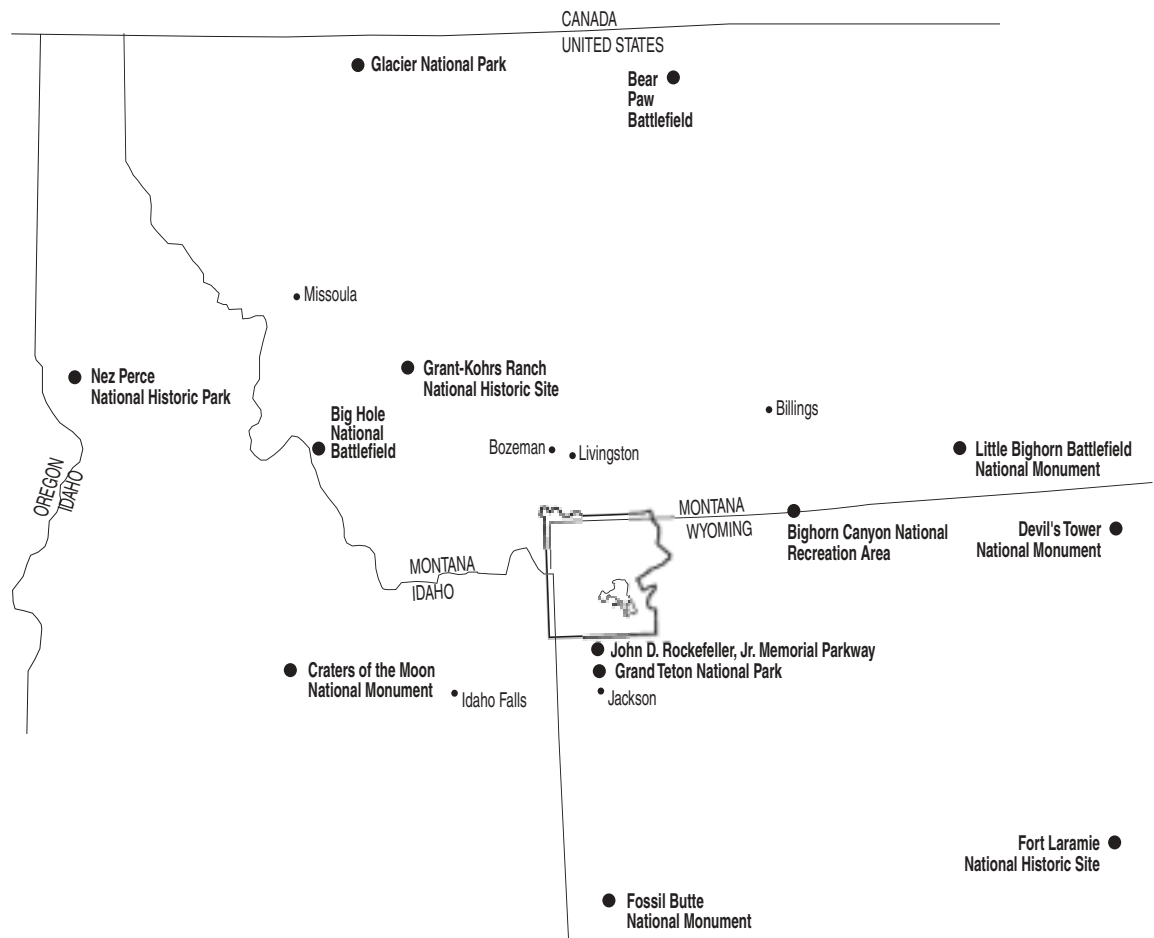 CANADA
UNITED STATES
Glacier National Park
Bear
Paw
Battlefield
Missoula
Nez Perce
National Historic Park
Grant-Kohrs Ranch
National Historic Site
Big Hole
National
Battlefield
Billings
Bozeman
Livingston
Little Bighorn Battlefield
National Monument
OREGON
IDAHO
MONTANA
WYOMING
Bighorn Canyon National
Recreation Area
Devil's Tower
National Monument
MONTANA
IDAHO
John D. Rockefeller, Jr. Memorial Parkway
Grand Teton National Park
Jackson
Craters of the Moon
National Monument
Idaho Falls
Fort Laramie
National Historic Site
Fossil Butte
National Monument